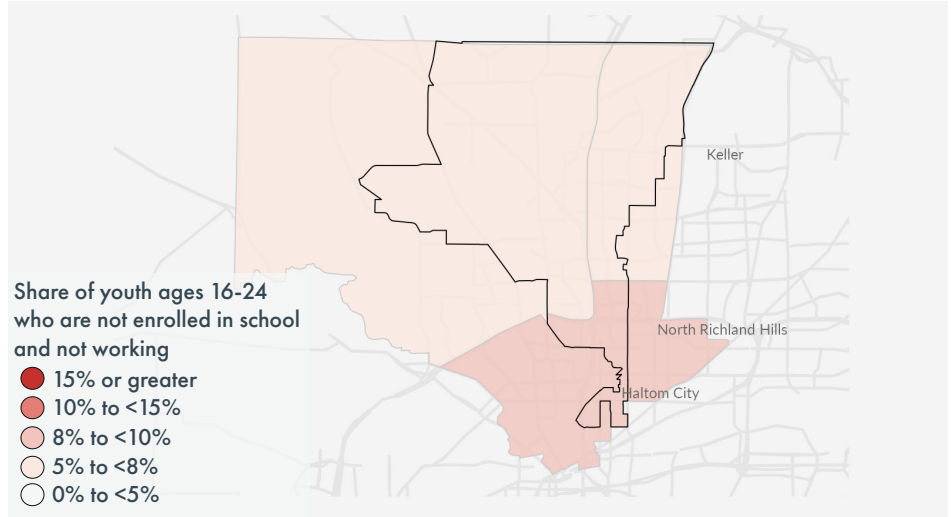 Keller
Share of youth ages 16-24
who are not enrolled in school
and not working
15% or greater
10% to <15%
8% to <10%
5% to <8%
0% to <5%
North Richland Hills
Haltom City